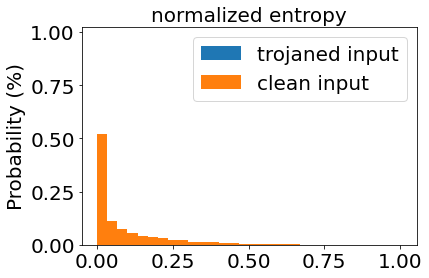 normalized entropy
trojaned input
clean input
Probability (%)
1.00
0.75
0.50
0.25
0.00
0.00 0.25 0.50 0.75 1.00